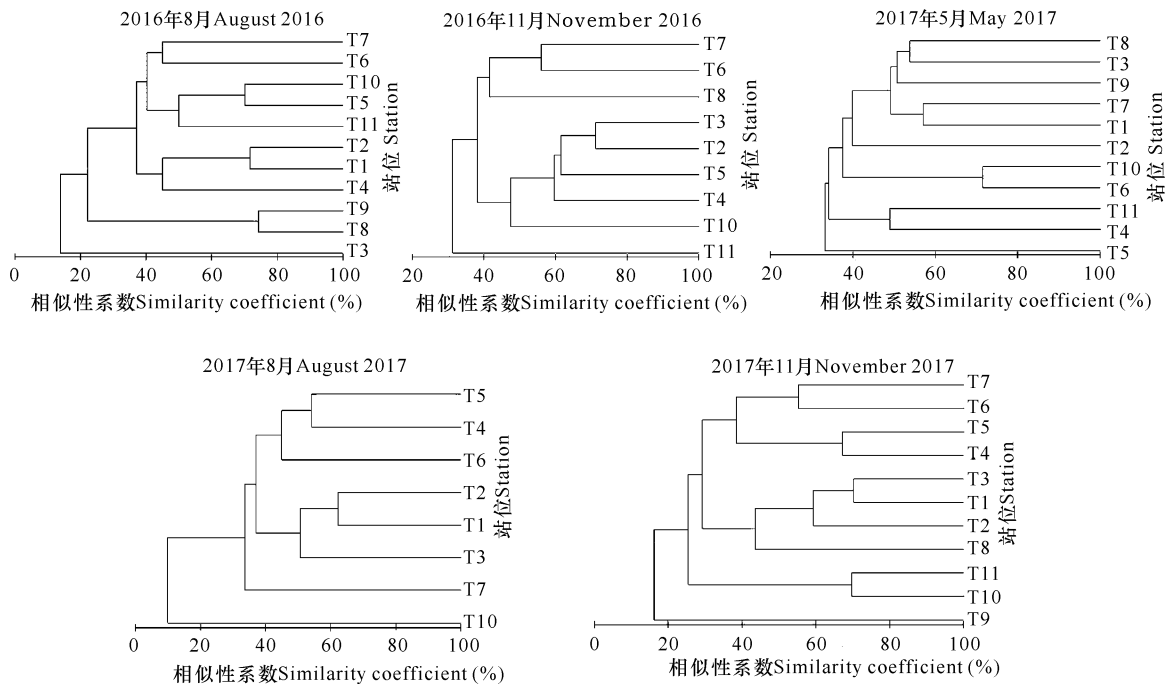 2016年8月August 2016
T7
T6
T10
T5
T11
T2
T1
T4
T9
T8
T3
站位 Station
0 20 40 60 80 100
相似性系数Similarity coefficient (%)
2016年11月November 2016
T7
T6
T8
T3
T2
T5
T4
T10
T11
站位 Station
20 40 60 80 100
相似性系数Similarity coefficient (%)
2017年5月May 2017
T8
T3
T9
T7
T1
T2
T10
T6
T11
T4
T5
站位 Station
20 40 60 80 100
相似性系数Similarity coefficient (%)
2017年8月August 2017
T5
T4
T6
T2
T1
T3
T7
T10
站位Station
0 20 40 60 80 100
相似性系数Similarity coefficient (%)
2017年11月November 2017
T7
T6
T5
T4
T3
T1
T2
T8
T11
T10
T9
站位Station
0 20 40 60 80 100
相似性系数Similarity coefficient (%)